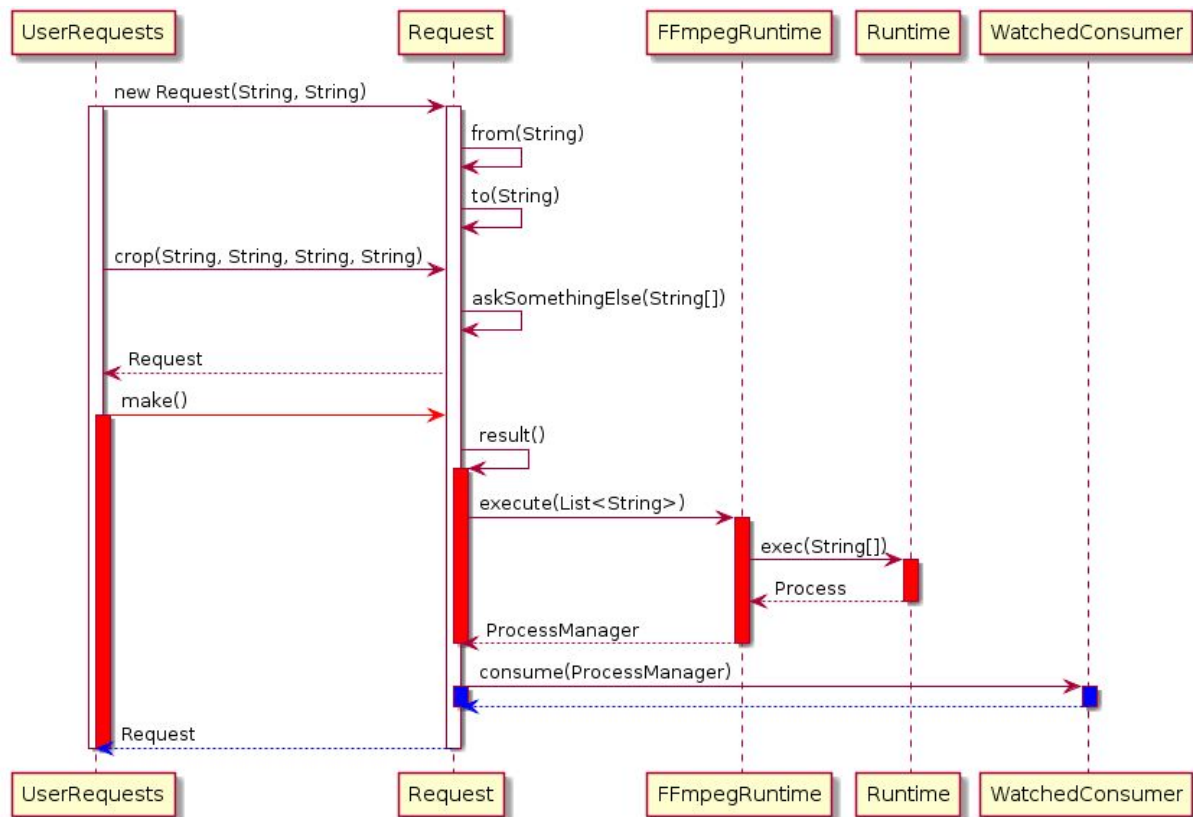 UserRequests
Request
FFmpegRuntime
Runtime
WatchedConsumer
new Request(String, String)
from(String)
to(String)
crop(String, String, String, String)
askSomethingElse(String[])
Request
make()
result()
execute(List<String>)
exec(String[])
Process
ProcessManager
consume(ProcessManager)
Request
UserRequests
Request
FFmpegRuntime
Runtime
WatchedConsumer